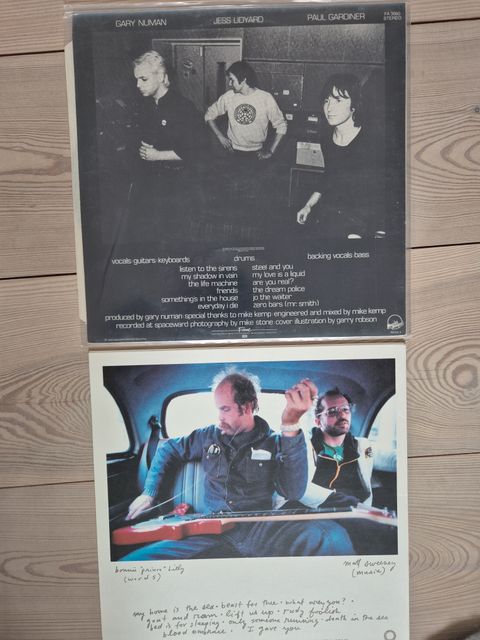 GARY NUMAN JESS LIDYARD PAUL GARDINER
FA 3060
STEREO
vocals·guitars·keyboards drums backing vocals·bass
listen to the sirens steel and you
my shadow in vain my love is a liquid
the life machine are you real?
friends the dream police
something's in the house jo the waiter
everyday i die zero bars (mr. smith)
produced by gary numan·special thanks to mike kemp·engineered and mixed by mike kemp·
recorded at spaceward·photography by mike stone·cover illustration by garry robson
bonnie "prince" billy
(words)
matt sweeney
(music)
my home is the sea · beast for thee · what are you? ·
goat and ram · lift us up · rudy foolish
bed is for sleeping · only someone running · death in the sea
blood embrace · I gave you